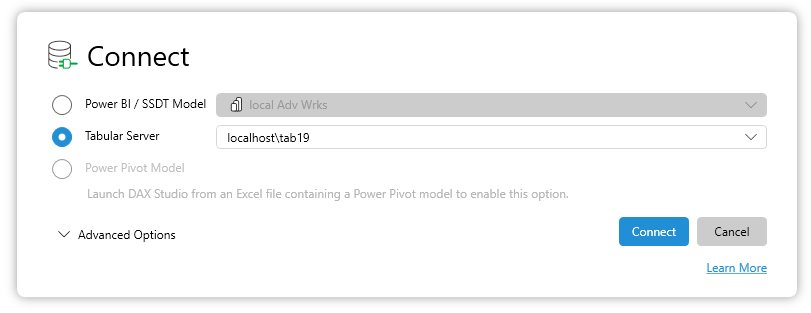 Connect
Power BI / SSDT Model
local Adv Wrks
Tabular Server
localhost\tab19
Power Pivot Model
Launch DAX Studio from an Excel file containing a Power Pivot model to enable this option.
Advanced Options
Connect
Cancel
Learn More